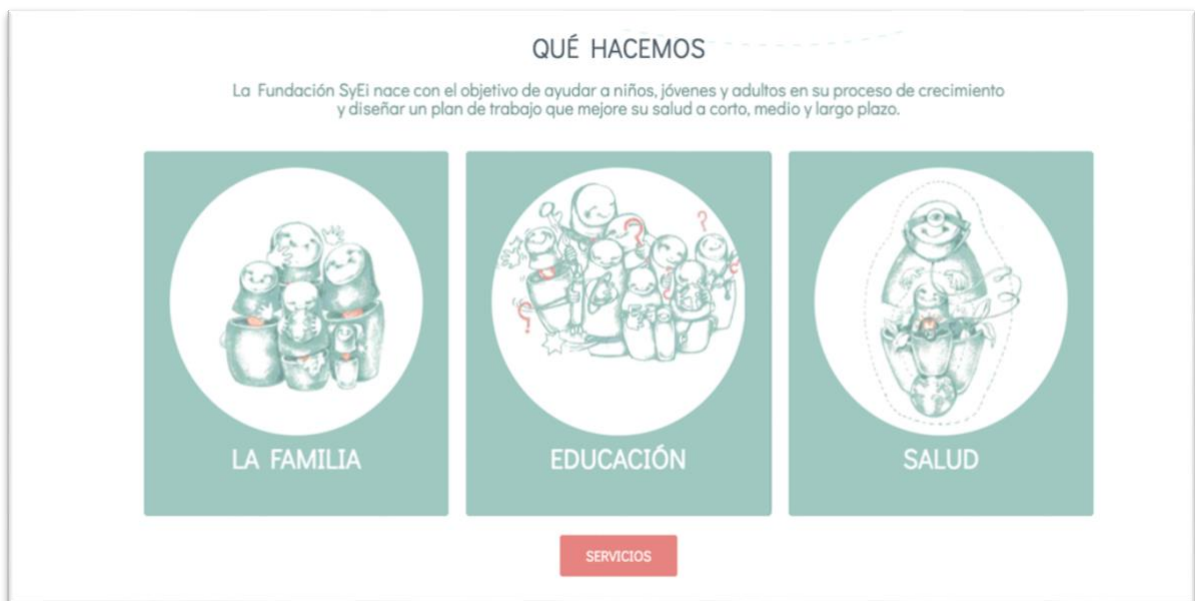 QUÉ HACEMOS
La Fundación SyEi nace con el objetivo de ayudar a niños, jóvenes y adultos en su proceso de crecimiento
y diseñar un plan de trabajo que mejore su salud a corto, medio y largo plazo.
LA FAMILIA
EDUCACIÓN
SALUD
SERVICIOS